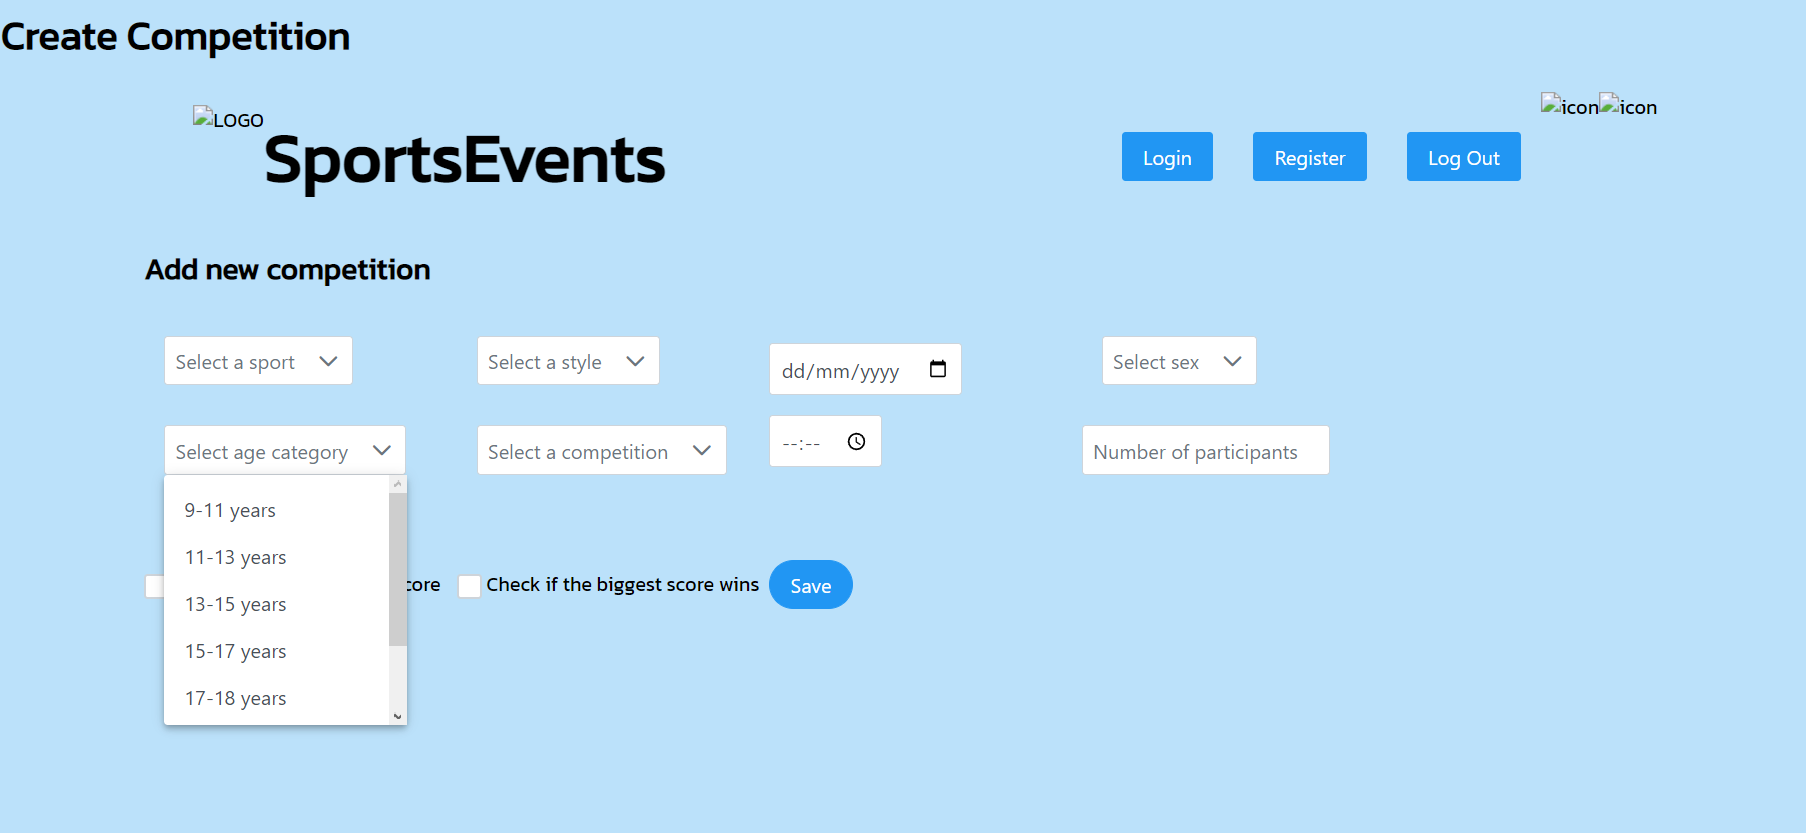 Create Competition
LOGO
SportsEvents
Login
Register
Log Out
icon
icon
Add new competition
Select a sport
Select a style
dd/mm/yyyy
Select sex
Select age category
Select a competition
--:--
Number of participants
9-11 years
11-13 years
13-15 years
15-17 years
17-18 years
Check if the biggest score wins
Save